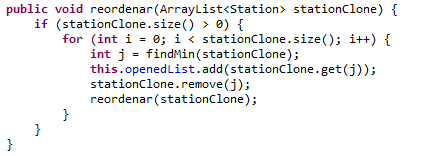 public void reordenar(ArrayList<Station> stationClone) {
    if (stationClone.size() > 0) {
        for (int i = 0; i < stationClone.size(); i++) {
            int j = findMin(stationClone);
            this.openedList.add(stationClone.get(j));
            stationClone.remove(j);
            reordenar(stationClone);
        }
    }
}